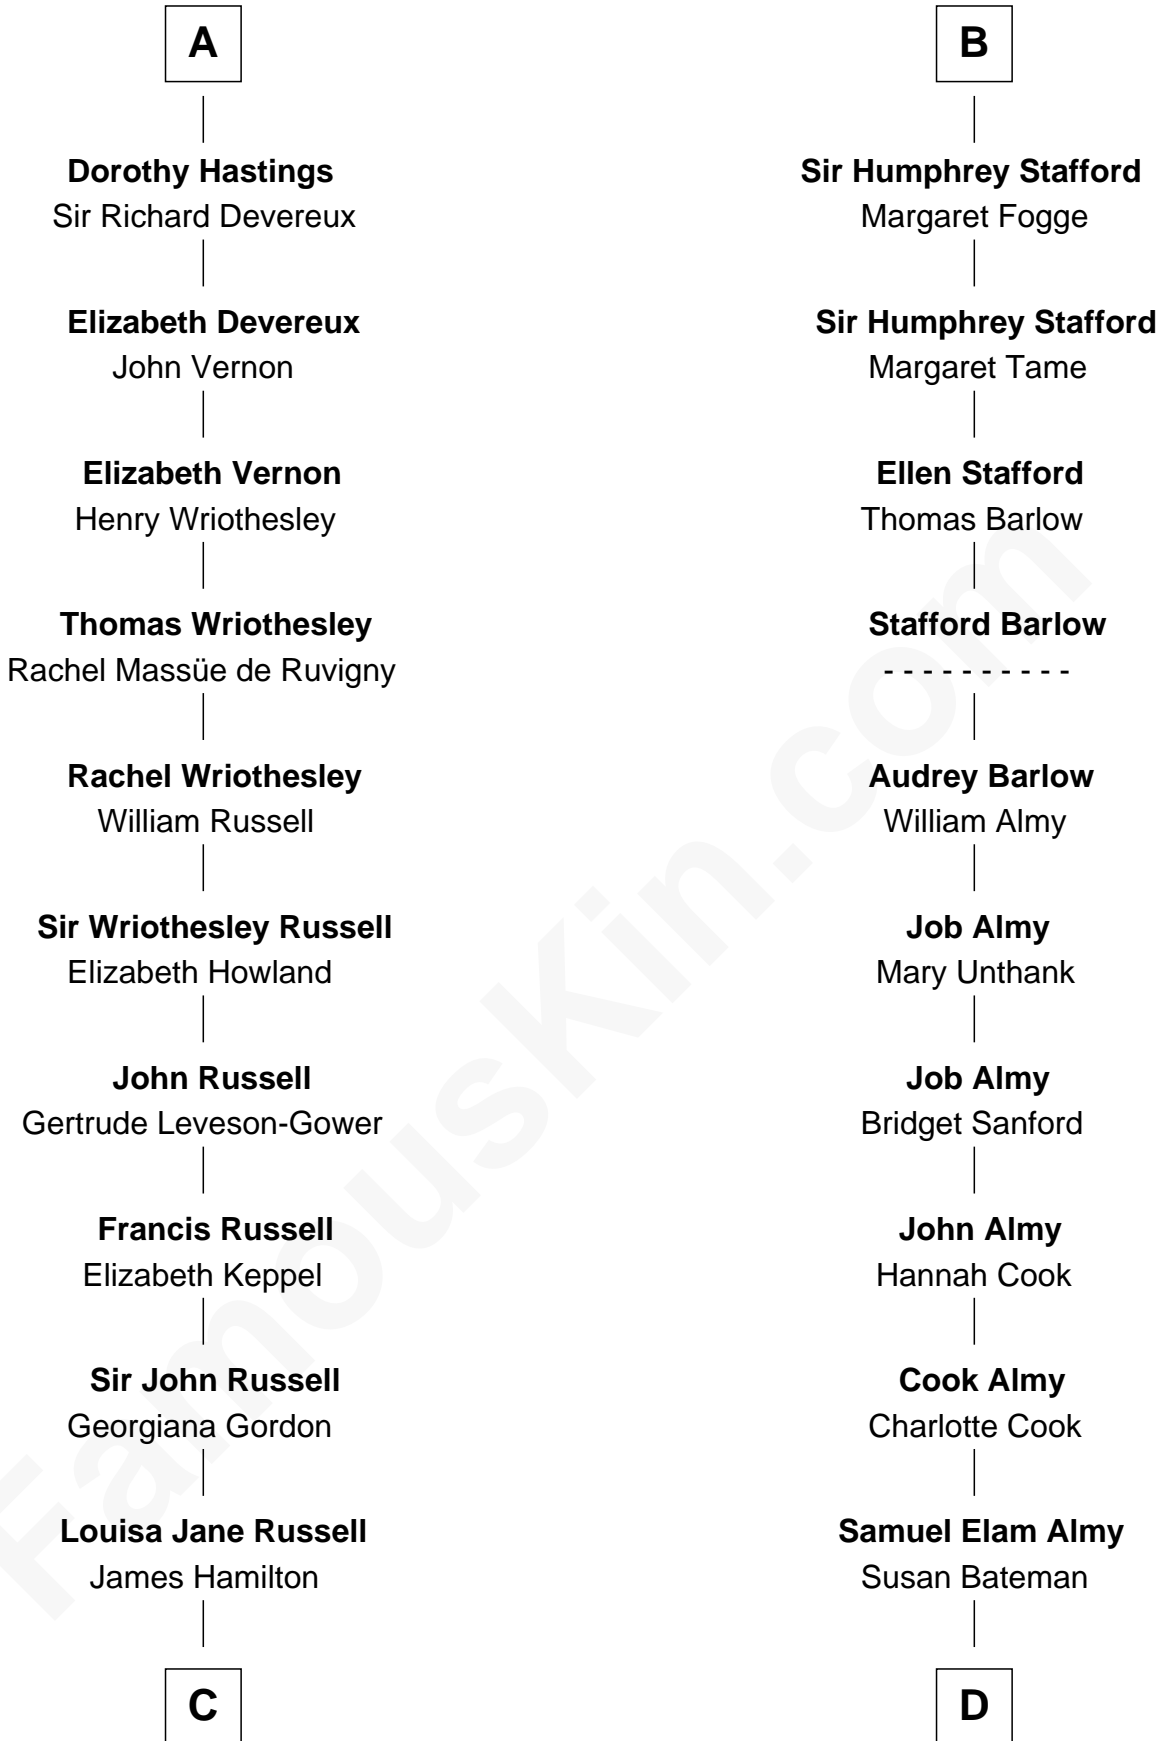 A
Dorothy Hastings
Sir Richard Devereux
Elizabeth Devereux
John Vernon
Elizabeth Vernon
Henry Wriothesley
Thomas Wriothesley
Rachel Massüe de Ruvigny
Rachel Wriothesley
William Russell
Sir Wriothesley Russell
Elizabeth Howland
John Russell
Gertrude Leveson-Gower
Francis Russell
Elizabeth Keppel
Sir John Russell
Georgiana Gordon
Louisa Jane Russell
James Hamilton
C
B
Sir Humphrey Stafford
Margaret Fogge
Sir Humphrey Stafford
Margaret Tame
Ellen Stafford
Thomas Barlow
Stafford Barlow
- - - - - - - - - -
Audrey Barlow
William Almy
Job Almy
Mary Unthank
Job Almy
Bridget Sanford
John Almy
Hannah Cook
Cook Almy
Charlotte Cook
Samuel Elam Almy
Susan Bateman
D
FamousKin.com